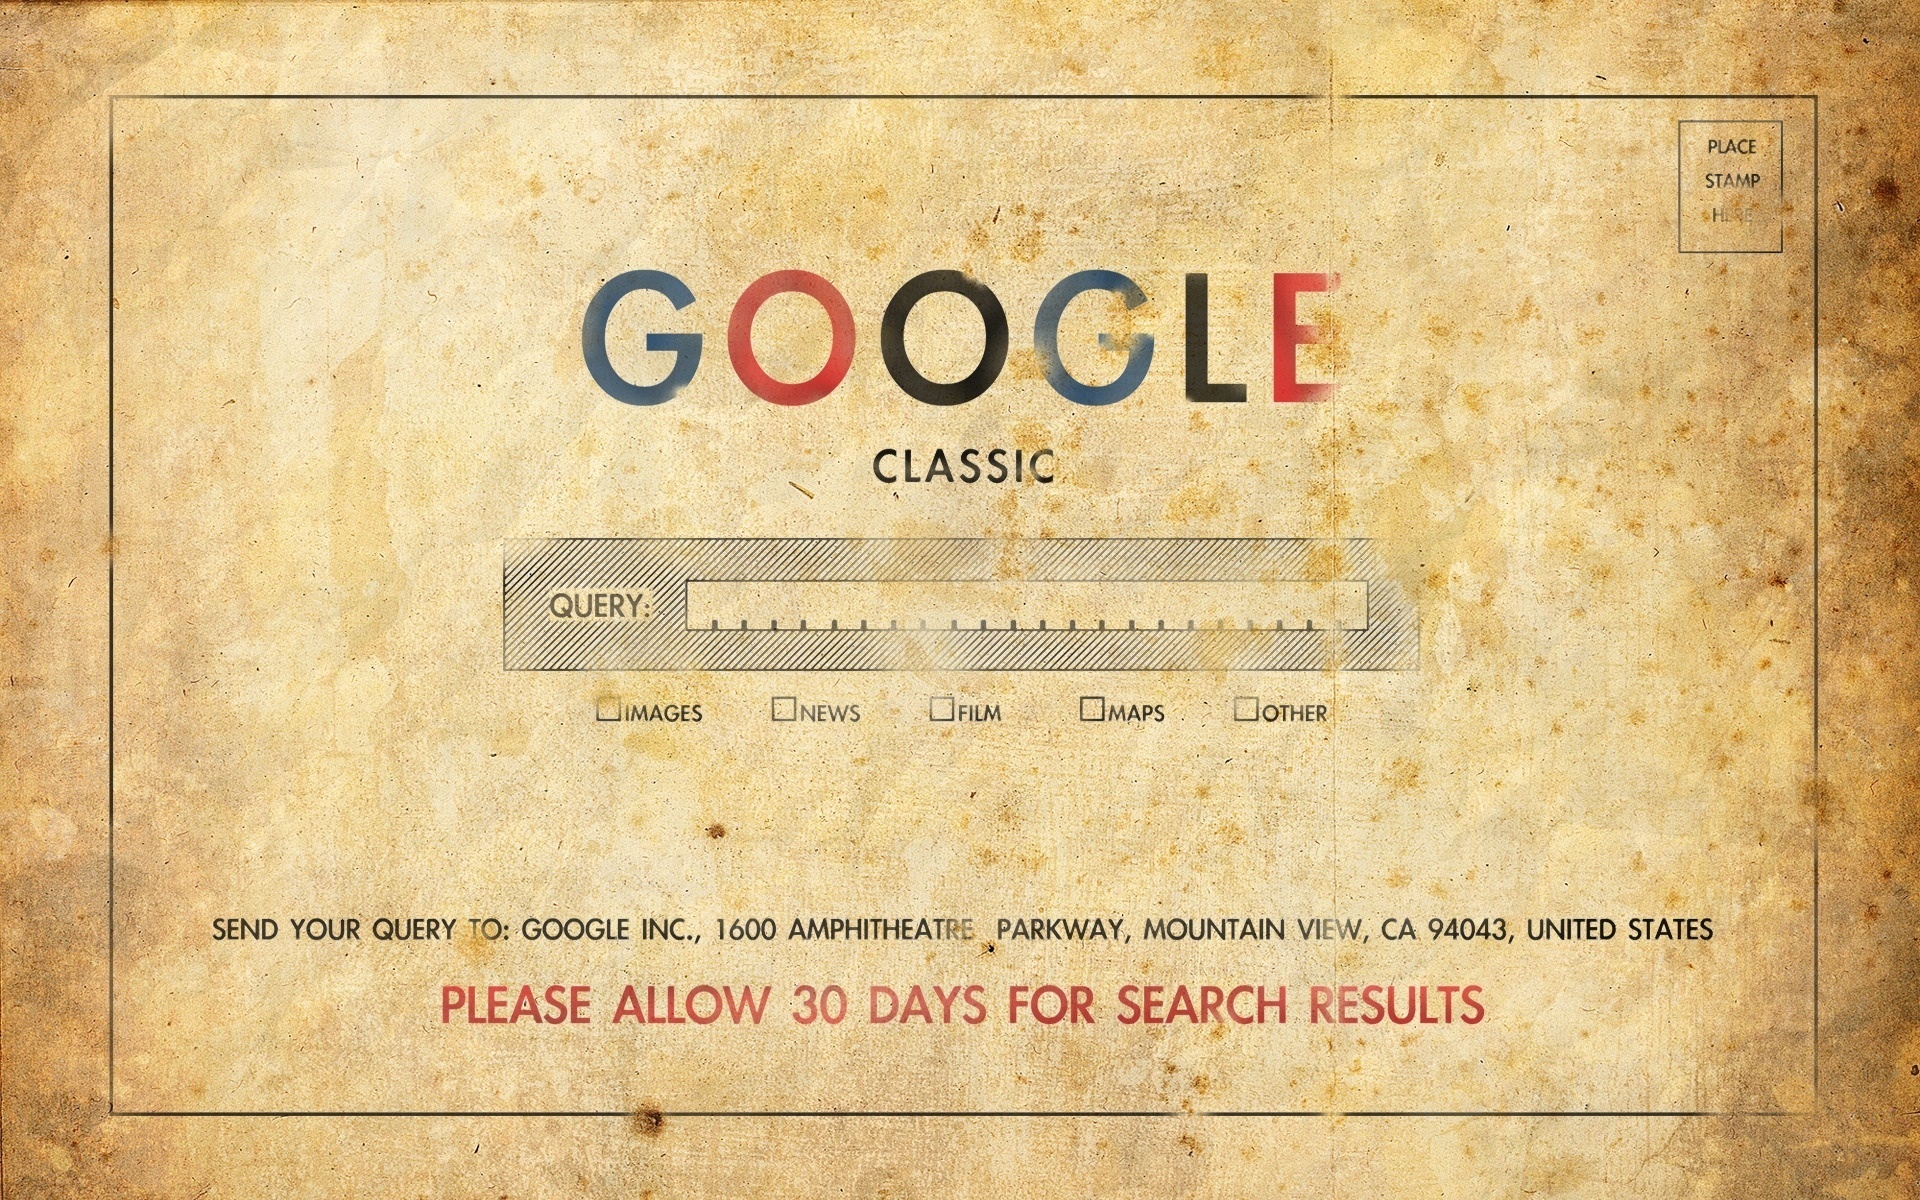 PLACE
STAMP
HERE
GOOGLE
CLASSIC
QUERY:
IMAGES NEWS FILM MAPS OTHER
SEND YOUR QUERY TO: GOOGLE INC., 1600 AMPHITHEATRE PARKWAY, MOUNTAIN VIEW, CA 94043, UNITED STATES
PLEASE ALLOW 30 DAYS FOR SEARCH RESULTS